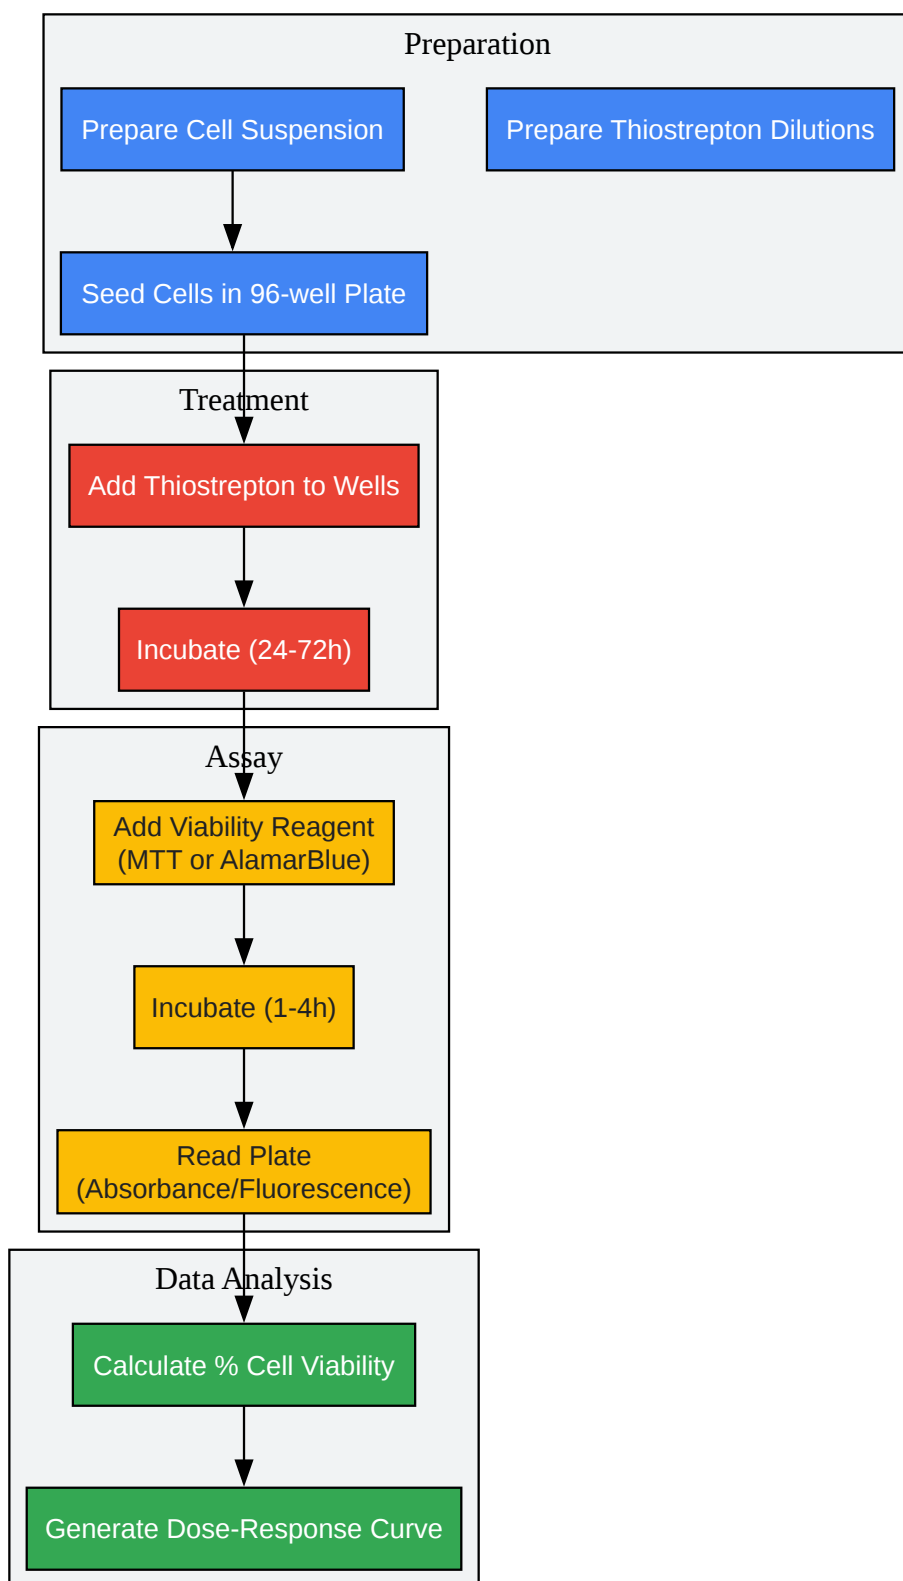 Preparation
Prepare Cell Suspension
Prepare Thiostrepton Dilutions
Seed Cells in 96-well Plate
Treatment
Add Thiostrepton to Wells
Incubate (24-72h)
Assay
Add Viability Reagent
(MTT or AlamarBlue)
Incubate (1-4h)
Read Plate
(Absorbance/Fluorescence)
Data Analysis
Calculate % Cell Viability
Generate Dose-Response Curve